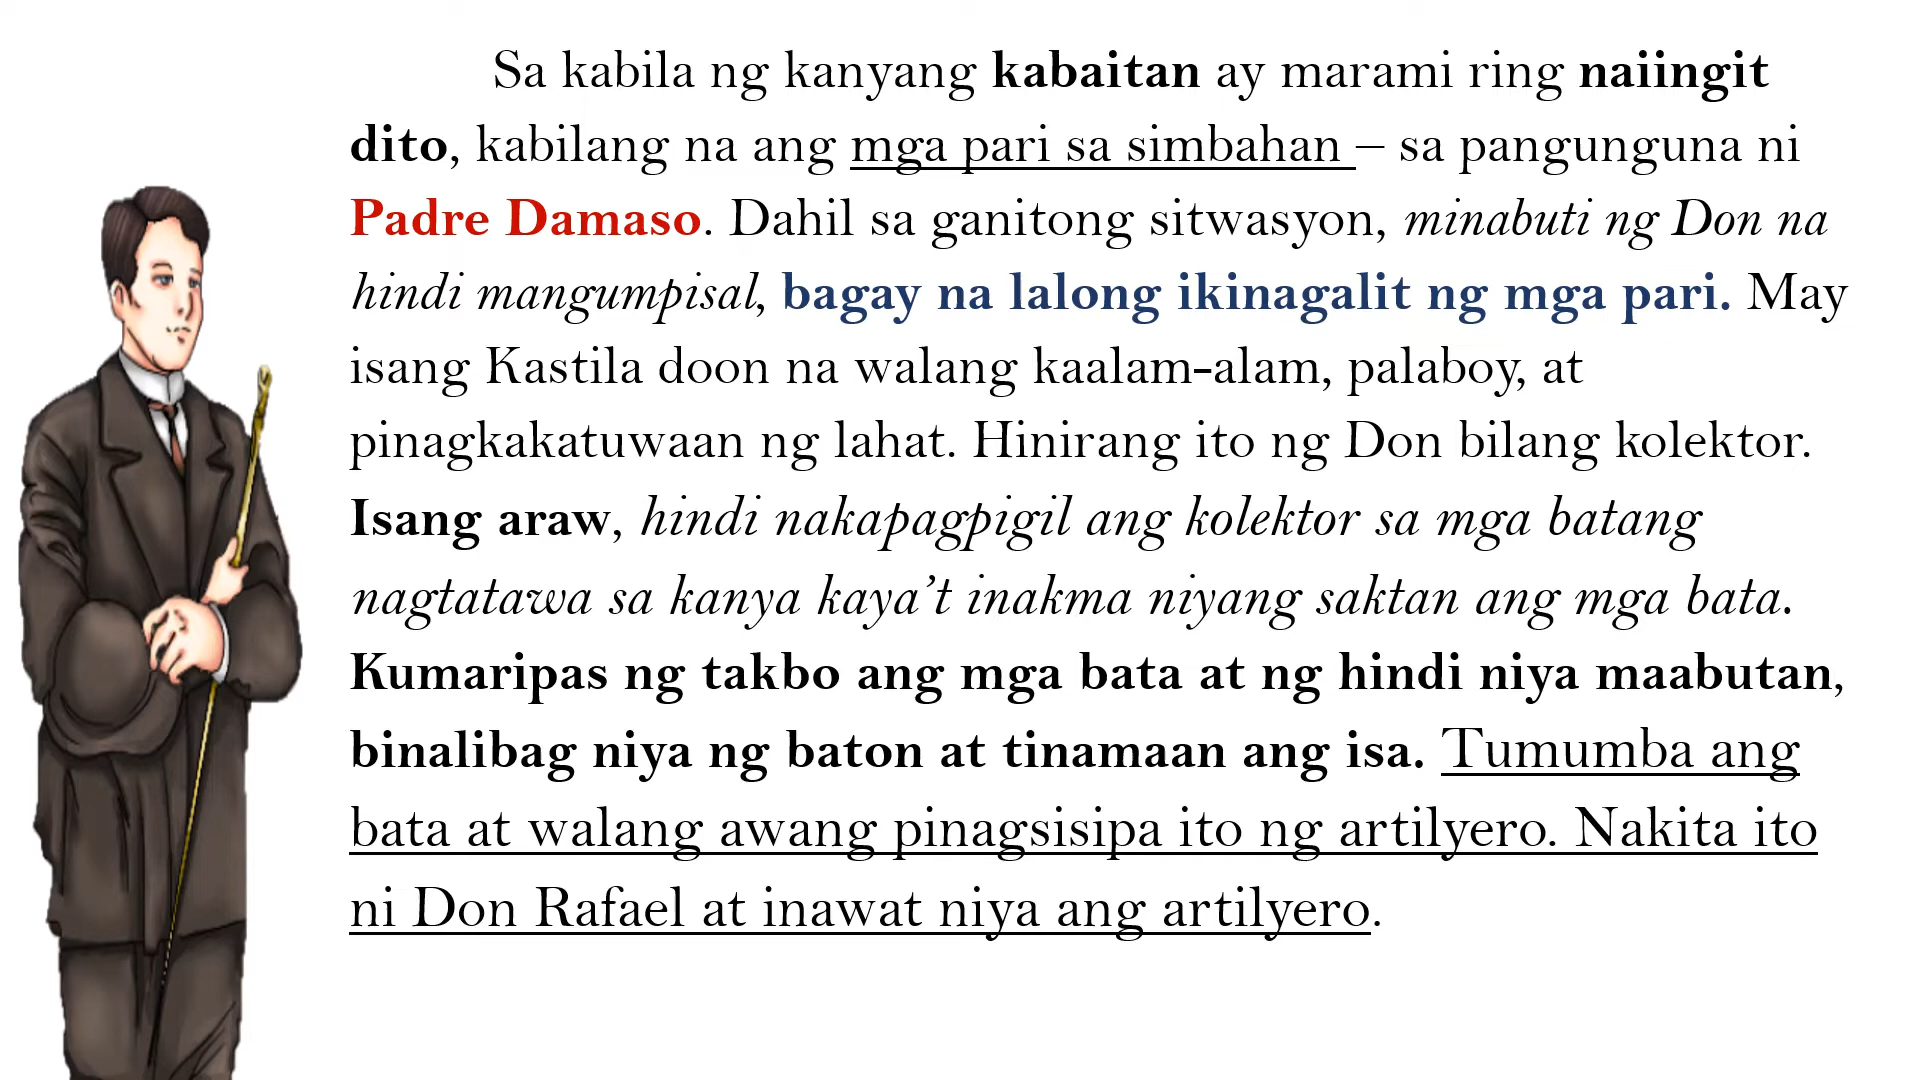 Sa kabila ng kanyang kabaitan ay marami ring naiingit
dito, kabilang na ang mga pari sa simbahan – sa pangunguna ni
Padre Damaso. Dahil sa ganitong sitwasyon, minabuti ng Don na
hindi mangumpisal, bagay na lalong ikinagalit ng mga pari. May
isang Kastila doon na walang kaalam-alam, palaboy, at
pinagkakatuwaan ng lahat. Hinirang ito ng Don bilang kolektor.
Isang araw, hindi nakapagpigil ang kolektor sa mga batang
nagtatawa sa kanya kaya’t inakma niyang saktan ang mga bata.
Kumaripas ng takbo ang mga bata at ng hindi niya maabutan,
binalibag niya ng baton at tinamaan ang isa. Tumumba ang
bata at walang awang pinagsisipa ito ng artilyero. Nakita ito
ni Don Rafael at inawat niya ang artilyero.